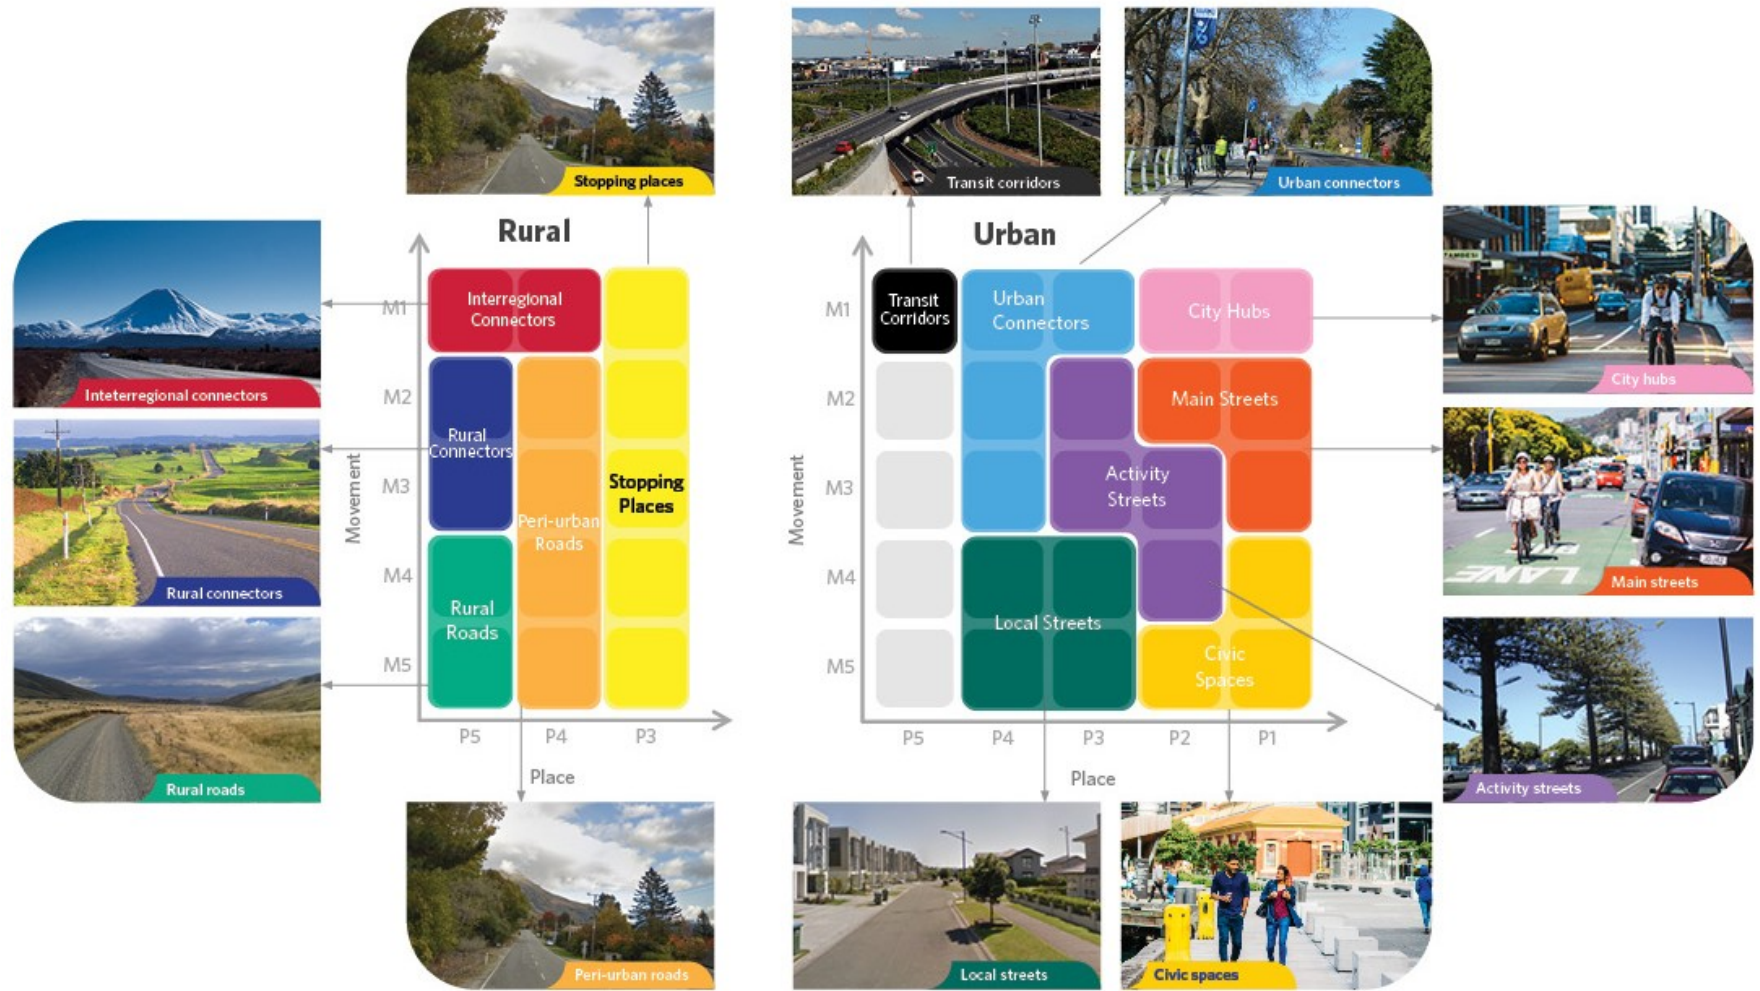 Stopping places
Transit corridors
Urban connectors
Rural
Urban
Inteterregional connectors
Rural connectors
Rural roads
City hubs
LANE
Main streets
Activity streets
Movement
M1
M2
M3
M4
M5
Interregional
Connectors
Rural
Connectors
Peri-urban
Roads
Stopping
Places
Rural
Roads
P5
P4
P3
Place
Movement
M1
M2
M3
M4
M5
Transit
Corridors
Urban
Connectors
City Hubs
Main Streets
Activity
Streets
Local Streets
Civic
Spaces
P5
P4
P3
P2
P1
Place
Peri-urban roads
Local streets
Civic spaces